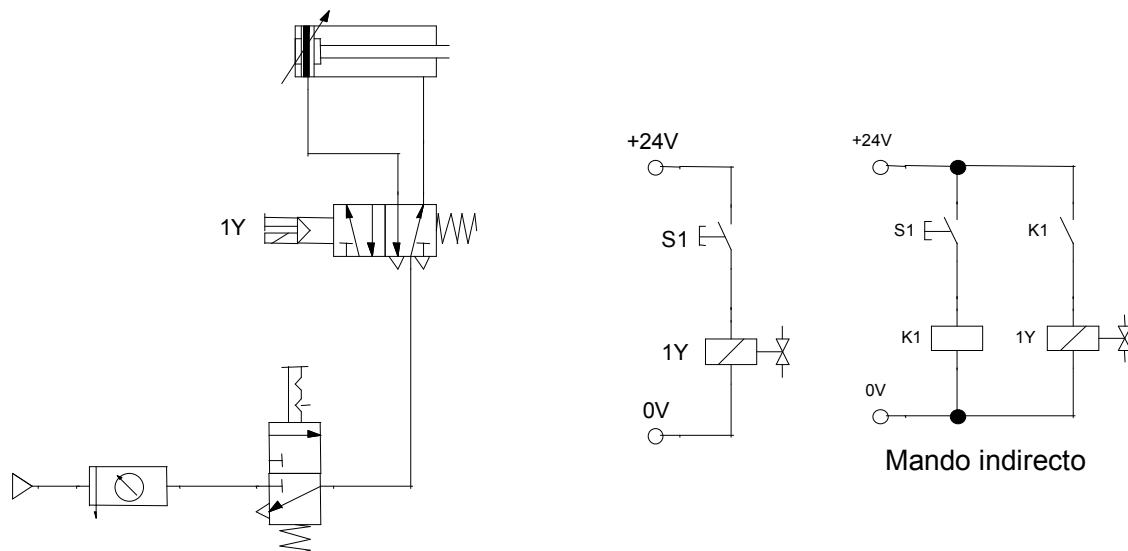 1Y
+24V
S1
1Y
0V
+24V
S1
K1
K1
1Y
0V
Mando indirecto